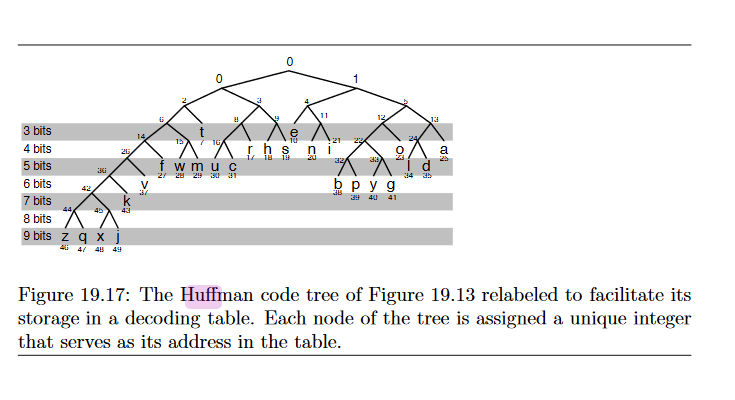 0
0 1
2 3 4 5
6 8 9 11 12 13
3 bits t e
14 15 7 16 10 21 22 24
4 bits r h s n i o a
26 17 18 19 20 32 33 23 25
5 bits f w m u c l d
36 27 28 29 30 31 34 35
6 bits v b p y g
42 37 38 39 40 41
7 bits k
44 45 43
8 bits
9 bits z q x j
46 47 48 49
Figure 19.17: The Huffman code tree of Figure 19.13 relabeled to facilitate its
storage in a decoding table. Each node of the tree is assigned a unique integer
that serves as its address in the table.